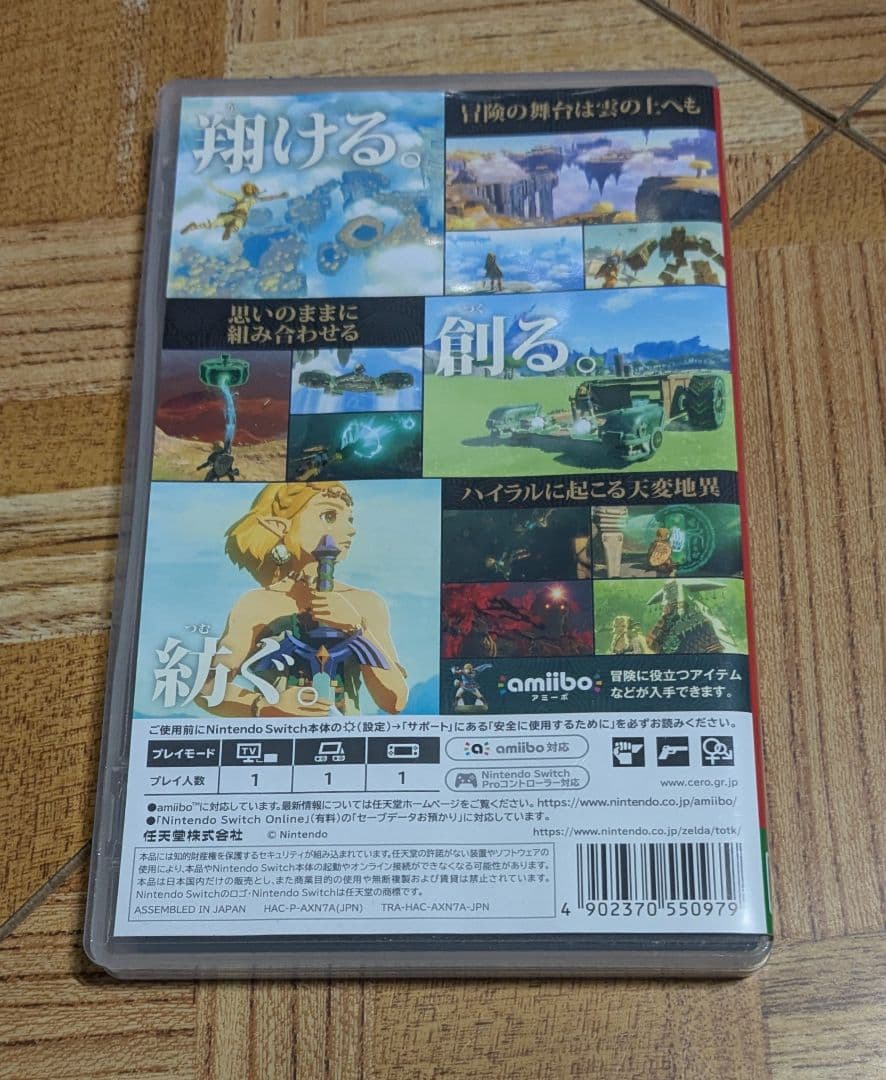 か
翔ける。
冒険の舞台は雲の上へも
思いのままに
組み合わせる
つく
創る。
ハイラルに起こる天変地異
つむ
紡ぐ。
amiibo
アミーボ
冒険に役立つアイテム
などが入手できます。
ご使用前にNintendo Switch本体の(設定)→「サポート」にある「安全に使用するために」を必ずお読みください。
プレイモード TV
プレイ人数 1 1 1
amiibo 対応
Nintendo Switch
Proコントローラー対応
www.cero.gr.jp
●amiibo™に対応しています。最新情報については任天堂ホームページをご覧ください。https://www.nintendo.co.jp/amiibo/
●「Nintendo Switch Online」(有料)の「セーブデータお預かり」に対応しています。
任天堂株式会社 © Nintendo
https://www.nintendo.co.jp/zelda/totk/
本品には知的財産権を保護するセキュリティが組み込まれています。任天堂の許諾がない装置やソフトウェアの
使用により、本品やNintendo Switch本体の起動やオンライン接続ができなくなる可能性があります。
本品は日本国内だけの販売とし、また商業目的の使用や無断複製および賃貸は禁止されています。
Nintendo Switchのロゴ・Nintendo Switchは任天堂の商標です。
ASSEMBLED IN JAPAN HAC-P-AXN7A(JPN) TRA-HAC-AXN7A-JPN
4 902370 550979